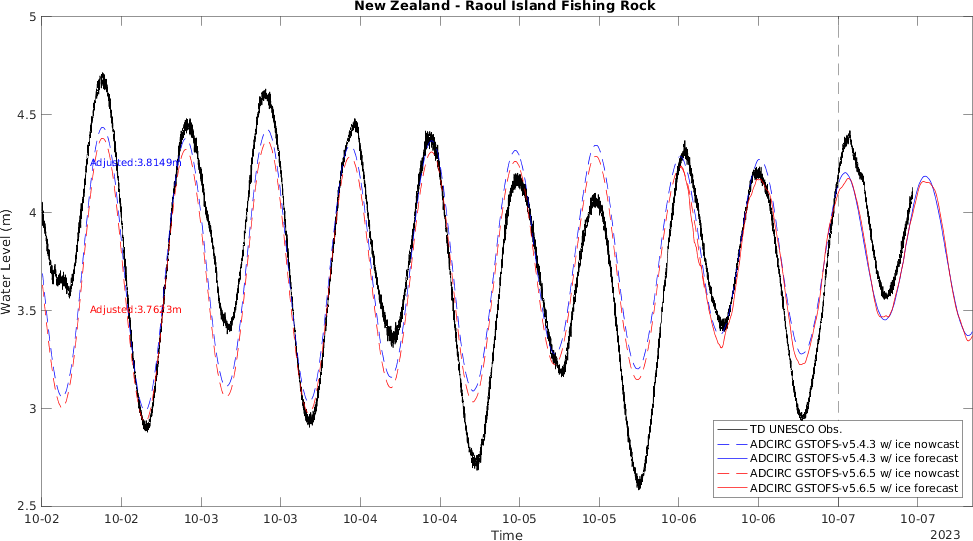 New Zealand - Raoul Island Fishing Rock
5
4.5
4
3.5
3
2.5
Water Level (m)
Adjusted:3.8149m
Adjusted:3.7623m
TD UNESCO Obs.
ADCIRC GSTOFS-v5.4.3 w/ ice nowcast
ADCIRC GSTOFS-v5.4.3 w/ ice forecast
ADCIRC GSTOFS-v5.6.5 w/ ice nowcast
ADCIRC GSTOFS-v5.6.5 w/ ice forecast
10-02 10-02 10-03 10-03 10-04 10-04 10-05 10-05 10-06 10-06 10-07 10-07
Time
2023